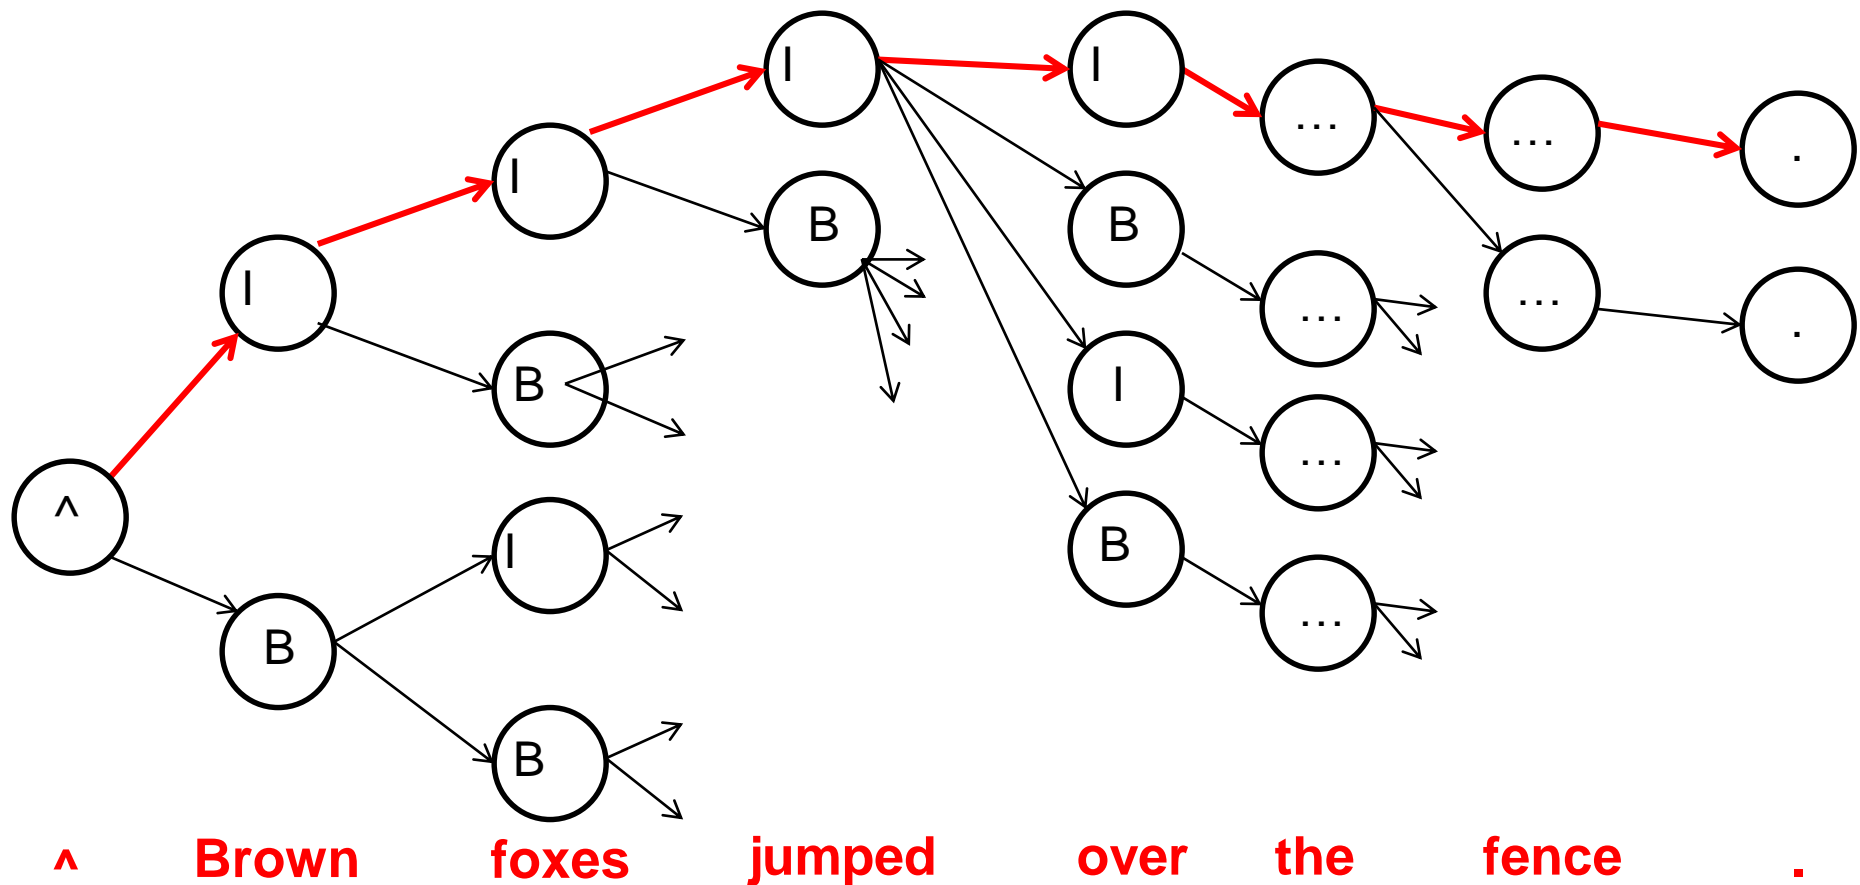 I I … … .
I B B
I … … .
B I …
^ I B …
B
B
^ Brown foxes jumped over the fence .